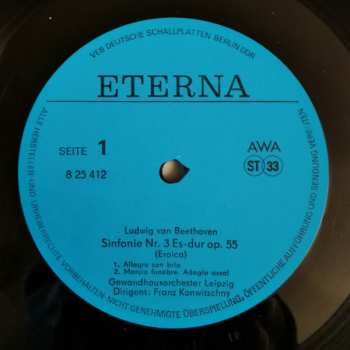 VEB DEUTSCHE SCHALLPLATTEN BERLIN DDR
ETERNA
SEITE 1
8 25 412
AWA
ST 33
Ludwig van Beethoven
Sinfonie Nr. 3 Es-dur op. 55
(Eroica)
1. Allegro con brio
2. Marcia funebre. Adagio assai
Gewandhausorchester Leipzig
Dirigent: Franz Konwitschny
ALLE HERSTELLER- UND URHEBERRECHTE VORBEHALTEN · NICHT GENEHMIGTE ÜBERSPIELUNG UND SENDUNG VERBOTEN